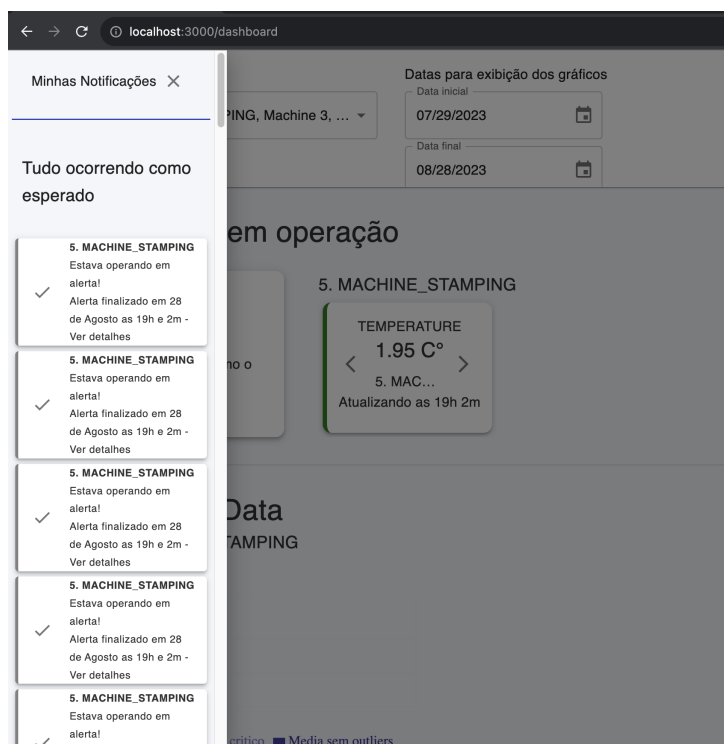 localhost:3000/dashboard
Minhas Notificações
Tudo ocorrendo como
esperado
5. MACHINE_STAMPING
Estava operando em
alerta!
Alerta finalizado em 28
de Agosto as 19h e 2m -
Ver detalhes
5. MACHINE_STAMPING
Estava operando em
alerta!
Alerta finalizado em 28
de Agosto as 19h e 2m -
Ver detalhes
5. MACHINE_STAMPING
Estava operando em
alerta!
Alerta finalizado em 28
de Agosto as 19h e 2m -
Ver detalhes
5. MACHINE_STAMPING
Estava operando em
alerta!
Alerta finalizado em 28
de Agosto as 19h e 2m -
Ver detalhes
5. MACHINE_STAMPING
Estava operando em
alerta!
Datas para exibição dos gráficos
PING, Machine 3, ...
Data inicial
07/29/2023
Data final
08/28/2023
em operação
no o
5. MACHINE_STAMPING
TEMPERATURE
1.95 C°
5. MAC...
Atualizando as 19h 2m
Data
TAMPING
critico
Media sem outliers